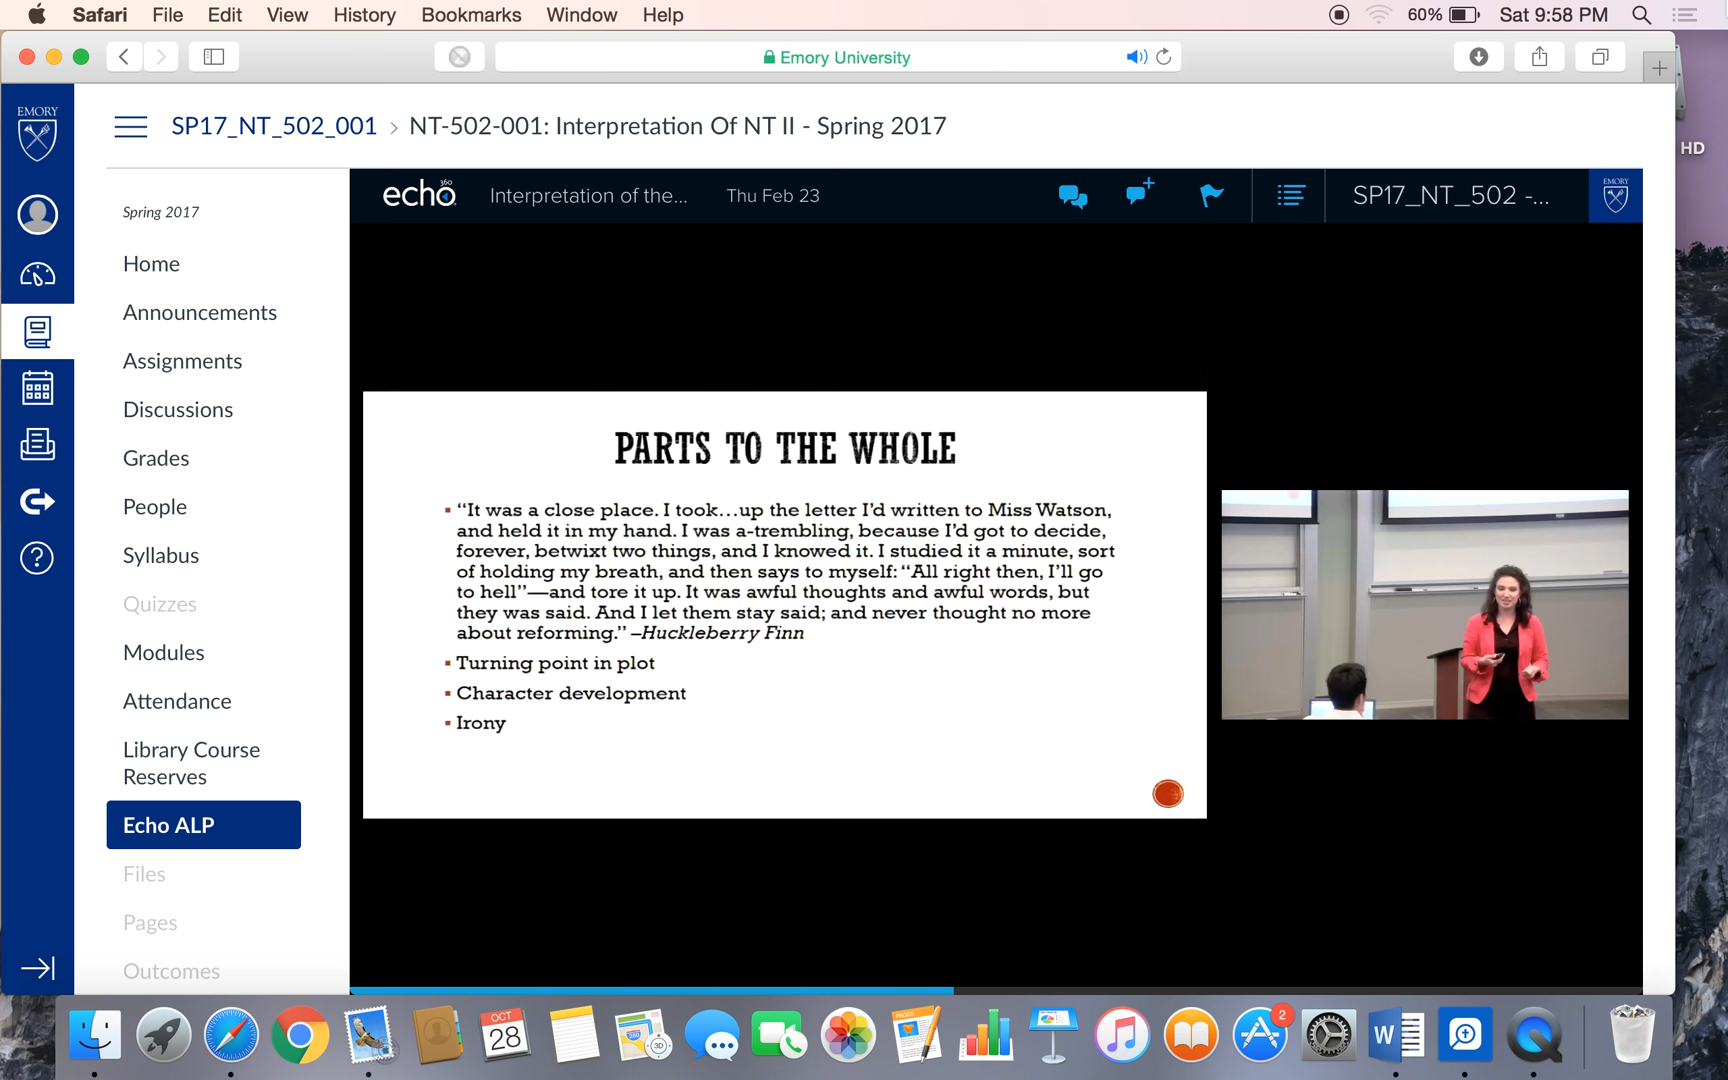 Safari File Edit View History Bookmarks Window Help 60% Sat 9:58 PM
Emory University
EMORY
SP17_NT_502_001 › NT-502-001: Interpretation Of NT II - Spring 2017
HD
echo360 Interpretation of the... Thu Feb 23 SP17_NT_502 -... EMORY
Spring 2017
Home
Announcements
Assignments
Discussions
Grades
People
Syllabus
Quizzes
Modules
Attendance
Library Course
Reserves
Echo ALP
Files
Pages
Outcomes
PARTS TO THE WHOLE
▪ “It was a close place. I took…up the letter I’d written to Miss Watson,
and held it in my hand. I was a-trembling, because I’d got to decide,
forever, betwixt two things, and I knowed it. I studied it a minute, sort
of holding my breath, and then says to myself: “All right then, I’ll go
to hell”—and tore it up. It was awful thoughts and awful words, but
they was said. And I let them stay said; and never thought no more
about reforming.” –Huckleberry Finn
▪ Turning point in plot
▪ Character development
▪ Irony
OCT
28
3D
PAGES
2
W